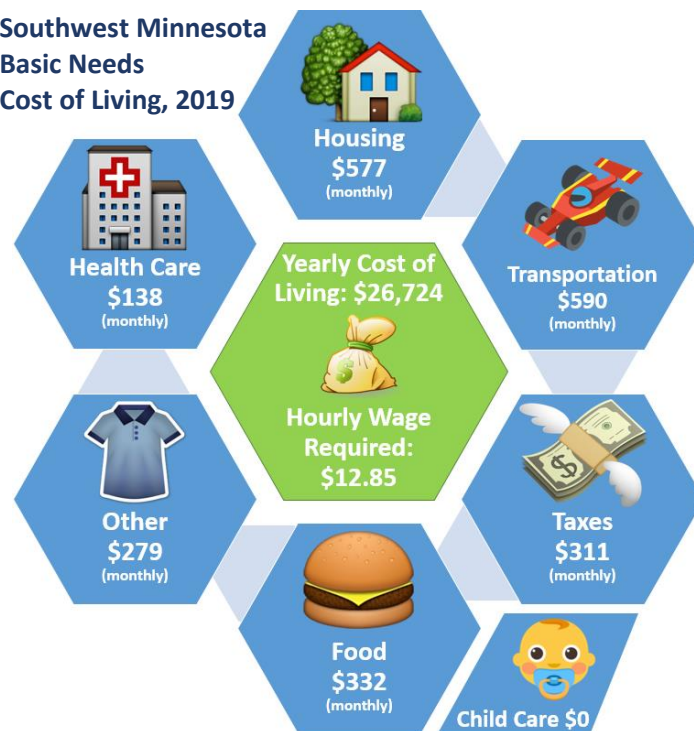 Southwest Minnesota
Basic Needs
Cost of Living, 2019
Housing
$577
(monthly)
Health Care
$138
(monthly)
Yearly Cost of
Living: $26,724
$
Hourly Wage
Required:
$12.85
Transportation
$590
(monthly)
Other
$279
(monthly)
$
Taxes
$311
(monthly)
Food
$332
(monthly)
Child Care $0